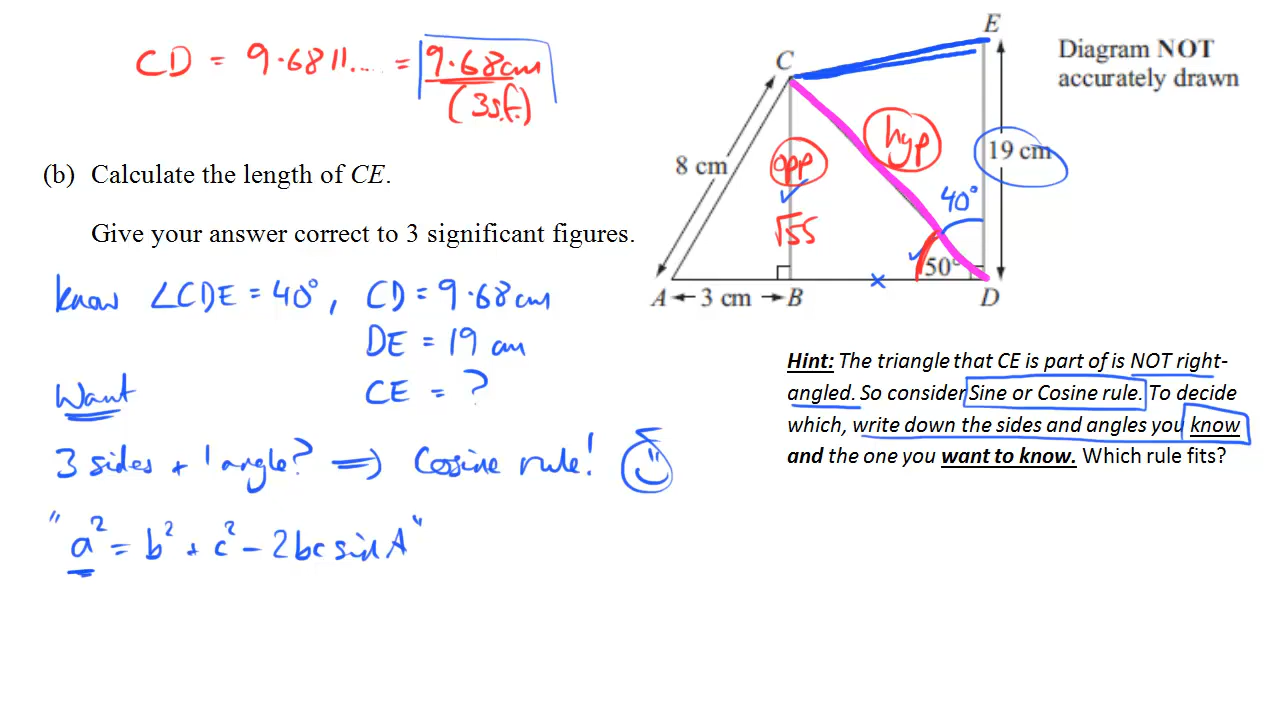 CD = 9.6811.... = 9.68cm
(3s.f.)
E
C
Diagram NOT
accurately drawn
8 cm
opp
hyp
19 cm
√55
40°
50°
A
3 cm
B
D
(b) Calculate the length of CE.
Give your answer correct to 3 significant figures.
know ∠CDE = 40°, CD = 9.68cm
DE = 19 cm
Want CE = ?
3 sides + 1 angle? ⇒ Cosine rule!
"a² = b² + c² - 2bc sin A"
Hint: The triangle that CE is part of is NOT right-
angled. So consider Sine or Cosine rule. To decide
which, write down the sides and angles you know
and the one you want to know. Which rule fits?